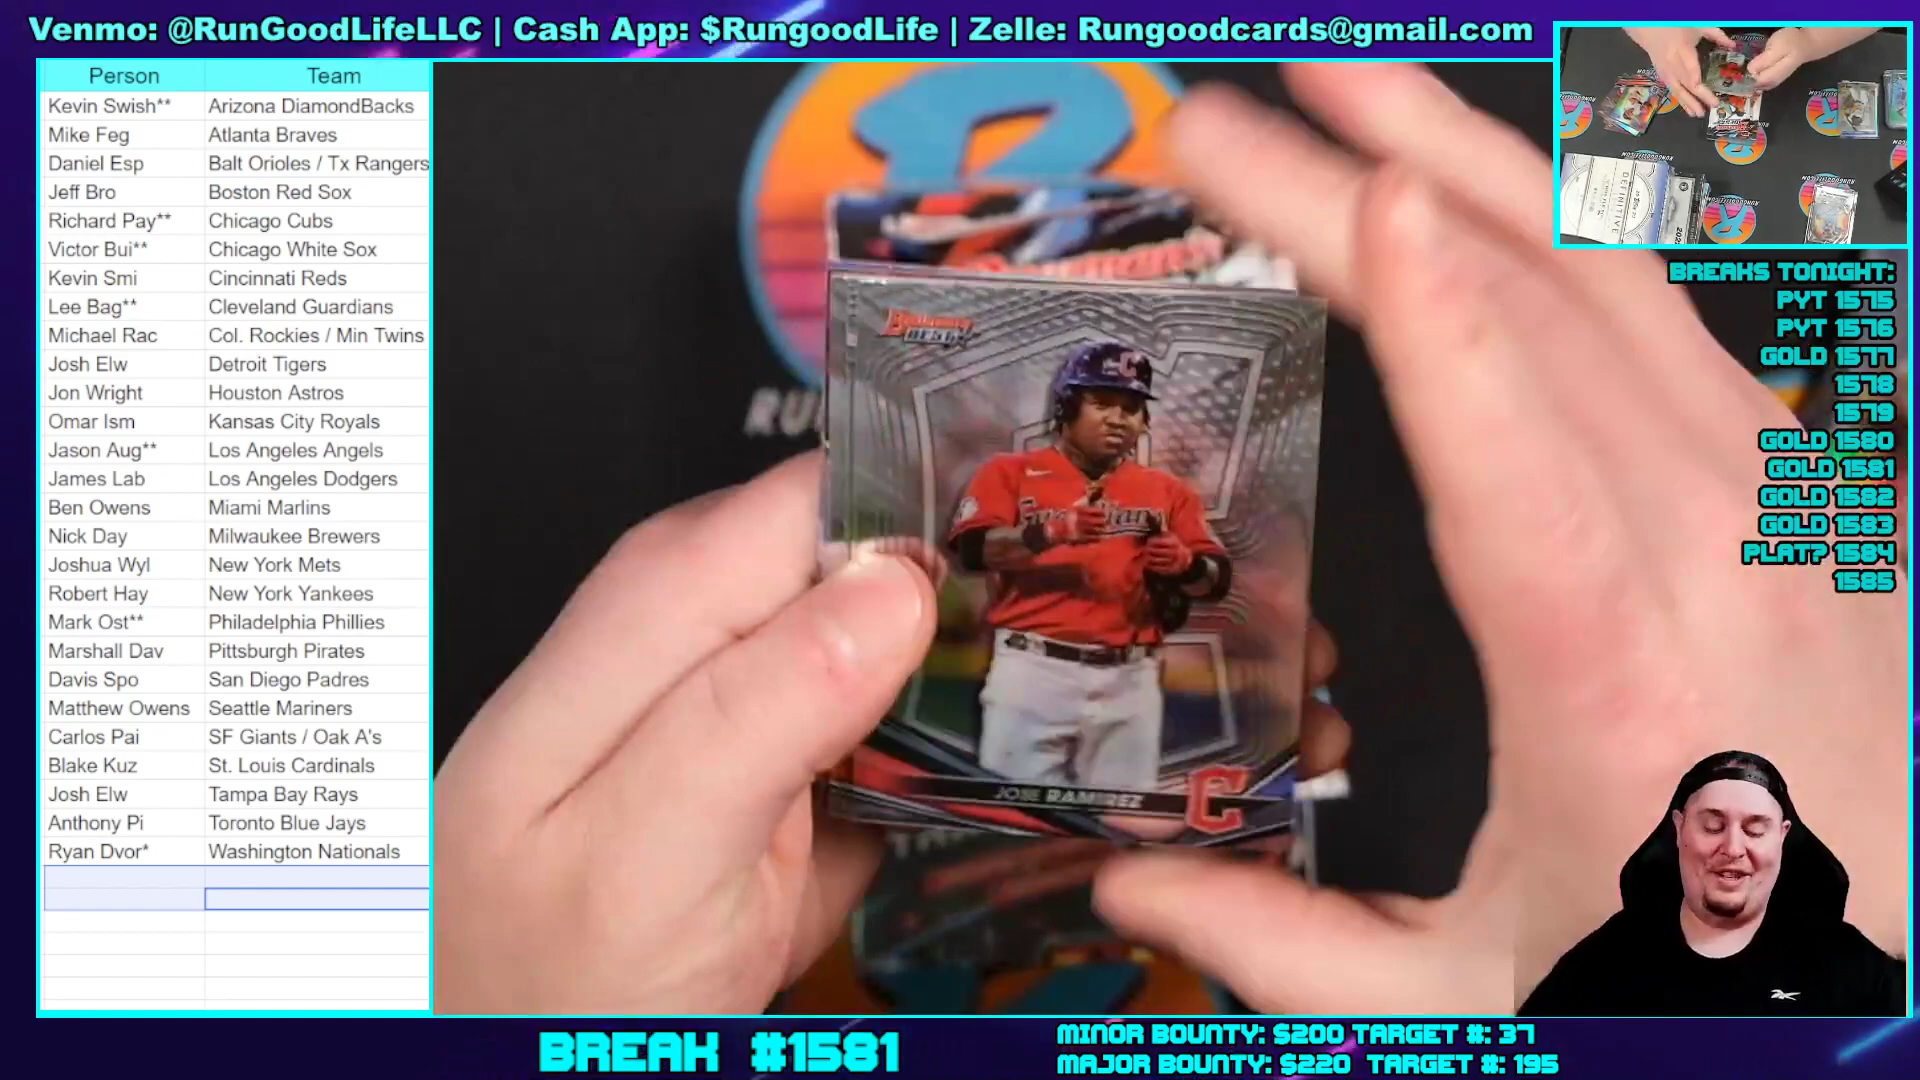 Venmo: @RunGoodLifeLLC | Cash App: $RungoodLife | Zelle: Rungoodcards@gmail.com
Person Team
Kevin Swish** Arizona DiamondBacks
Mike Feg Atlanta Braves
Daniel Esp Balt Orioles / Tx Rangers
Jeff Bro Boston Red Sox
Richard Pay** Chicago Cubs
Victor Bui** Chicago White Sox
Kevin Smi Cincinnati Reds
Lee Bag** Cleveland Guardians
Michael Rac Col. Rockies / Min Twins
Josh Elw Detroit Tigers
Jon Wright Houston Astros
Omar Ism Kansas City Royals
Jason Aug** Los Angeles Angels
James Lab Los Angeles Dodgers
Ben Owens Miami Marlins
Nick Day Milwaukee Brewers
Joshua Wyl New York Mets
Robert Hay New York Yankees
Mark Ost** Philadelphia Phillies
Marshall Dav Pittsburgh Pirates
Davis Spo San Diego Padres
Matthew Owens Seattle Mariners
Carlos Pai SF Giants / Oak A's
Blake Kuz St. Louis Cardinals
Josh Elw Tampa Bay Rays
Anthony Pi Toronto Blue Jays
Ryan Dvor* Washington Nationals
RU
Bowman's
BEST
Guardians
JOSE RAMIREZ
C
DEFINITIVE
BREAKS TONIGHT:
PYT 1575
PYT 1576
GOLD 1577
1578
1579
GOLD 1580
GOLD 1581
GOLD 1582
GOLD 1583
PLAT? 1584
1585
BREAK #1581
MINOR BOUNTY: $200 TARGET #: 37
MAJOR BOUNTY: $220 TARGET #: 195